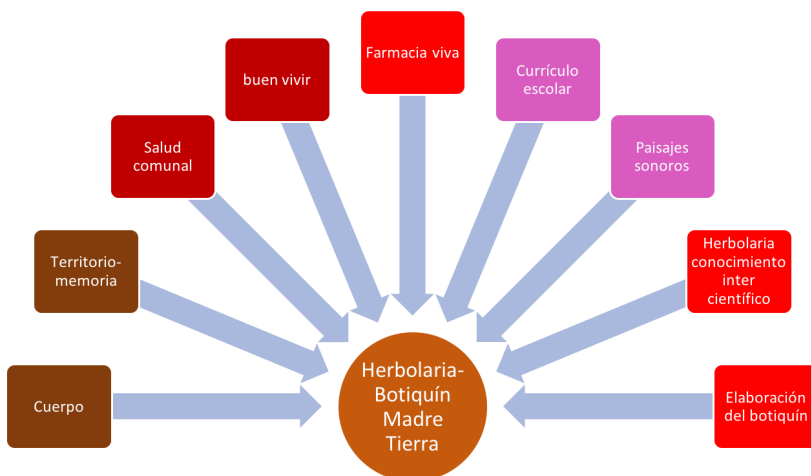 Farmacia viva
buen vivir
Currículo
escolar
Salud
comunal
Paisajes
sonoros
Territorio-
memoria
Herbolaria
conocimiento
inter
científico
Cuerpo
Herbolaria-
Botiquín
Madre
Tierra
Elaboración
del botiquín